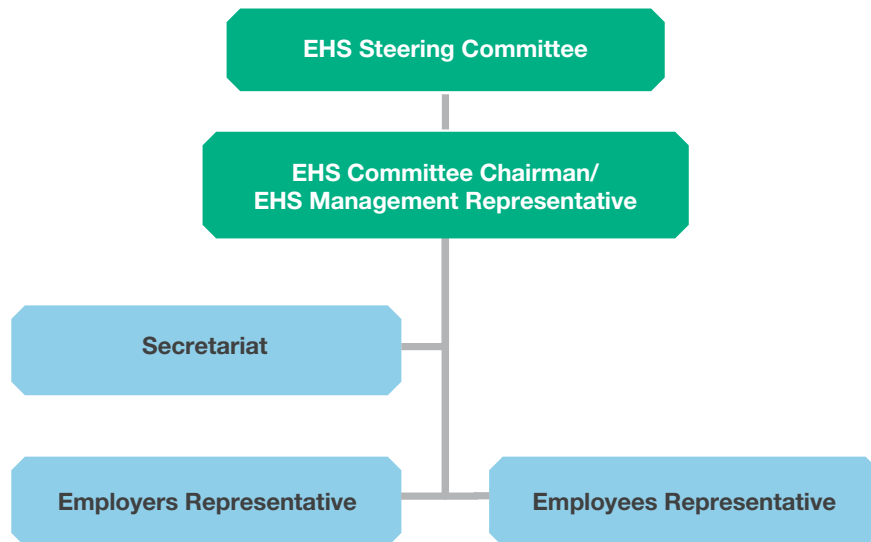 EHS Steering Committee
EHS Committee Chairman/
EHS Management Representative
Secretariat
Employers Representative
Employees Representative